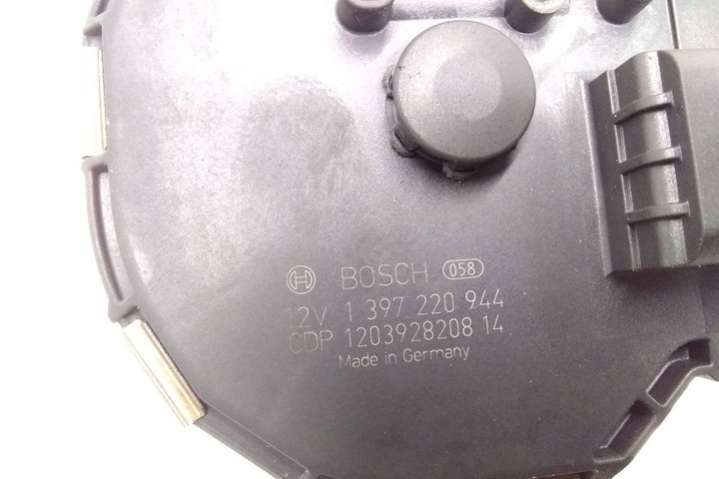 BOSCH 058
12V 1 397 220 944
CDP 1203928208 14
Made in Germany